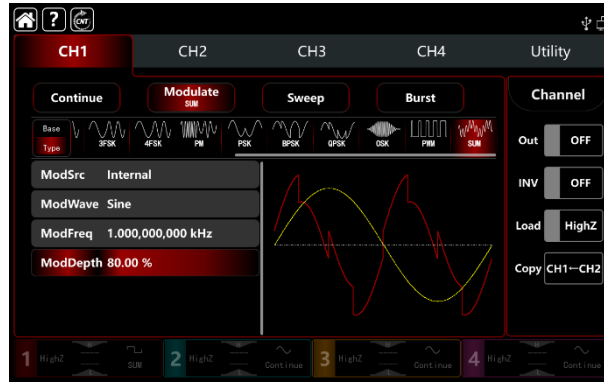 ? CNT
CH1 CH2 CH3 CH4 Utility
Continue Modulate SUM Sweep Burst Channel
Base Type 3FSK 4FSK PM PSK BPSK QPSK OSK PWM SUM
Out OFF
ModSrc Internal
INV OFF
ModWave Sine
ModFreq 1.000,000,000 kHz
Load HighZ
ModDepth 80.00 %
Copy CH1←CH2
1 HighZ SUM 2 HighZ Continue 3 HighZ Continue 4 HighZ Continue